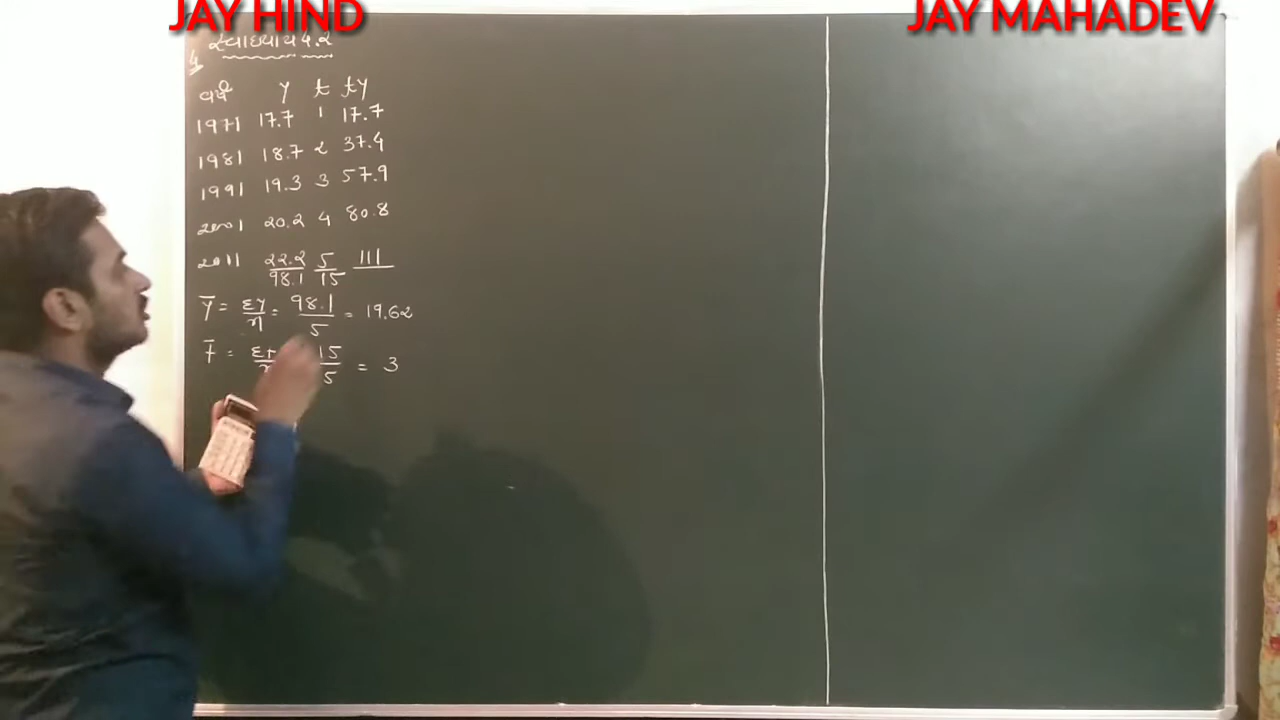 JAY HIND
JAY MAHADEV
સ્વાધ્યાય 4.2
વર્ષ y t ty
1971 17.7 1 17.7
1981 18.7 2 37.4
1991 19.3 3 57.9
2001 20.2 4 80.8
2011 22.2 5 111
98.1 15
ȳ = Σy/n = 98.1/5 = 19.62
t̄ = 15/5 = 3